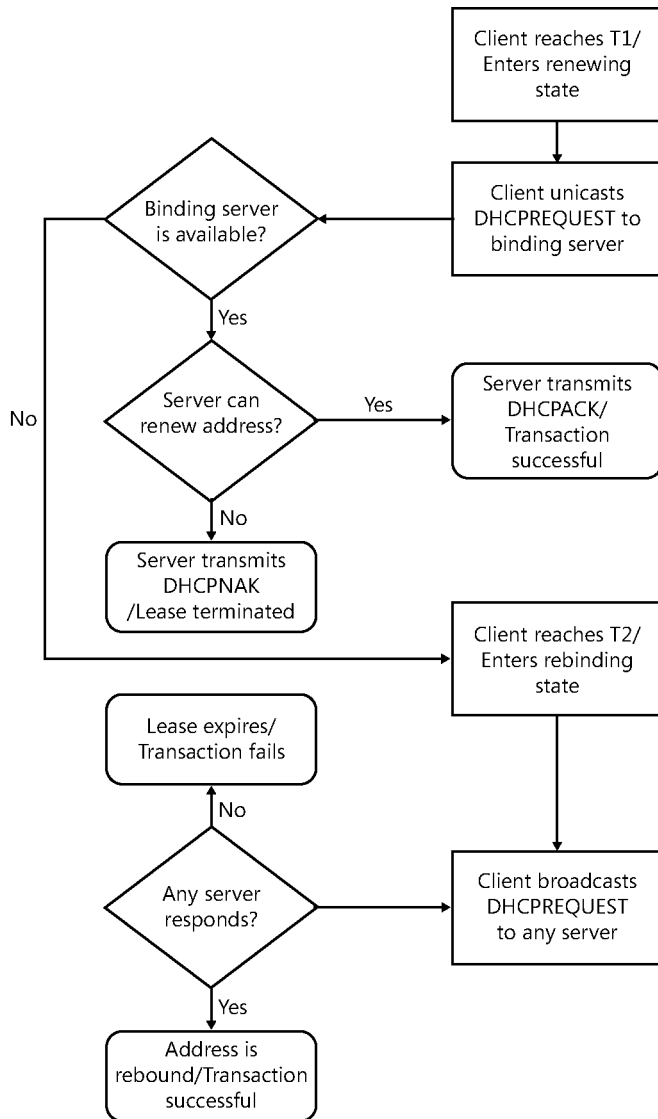 Client reaches T1/
Enters renewing
state
Client unicasts
DHCPREQUEST to
binding server
Binding server
is available?
Yes
No
Server can
renew address?
Yes
Server transmits
DHCPACK/
Transaction
successful
No
Server transmits
DHCPNAK
/Lease terminated
Client reaches T2/
Enters rebinding
state
Lease expires/
Transaction fails
No
Any server
responds?
Client broadcasts
DHCPREQUEST
to any server
Yes
Address is
rebound/Transaction
successful